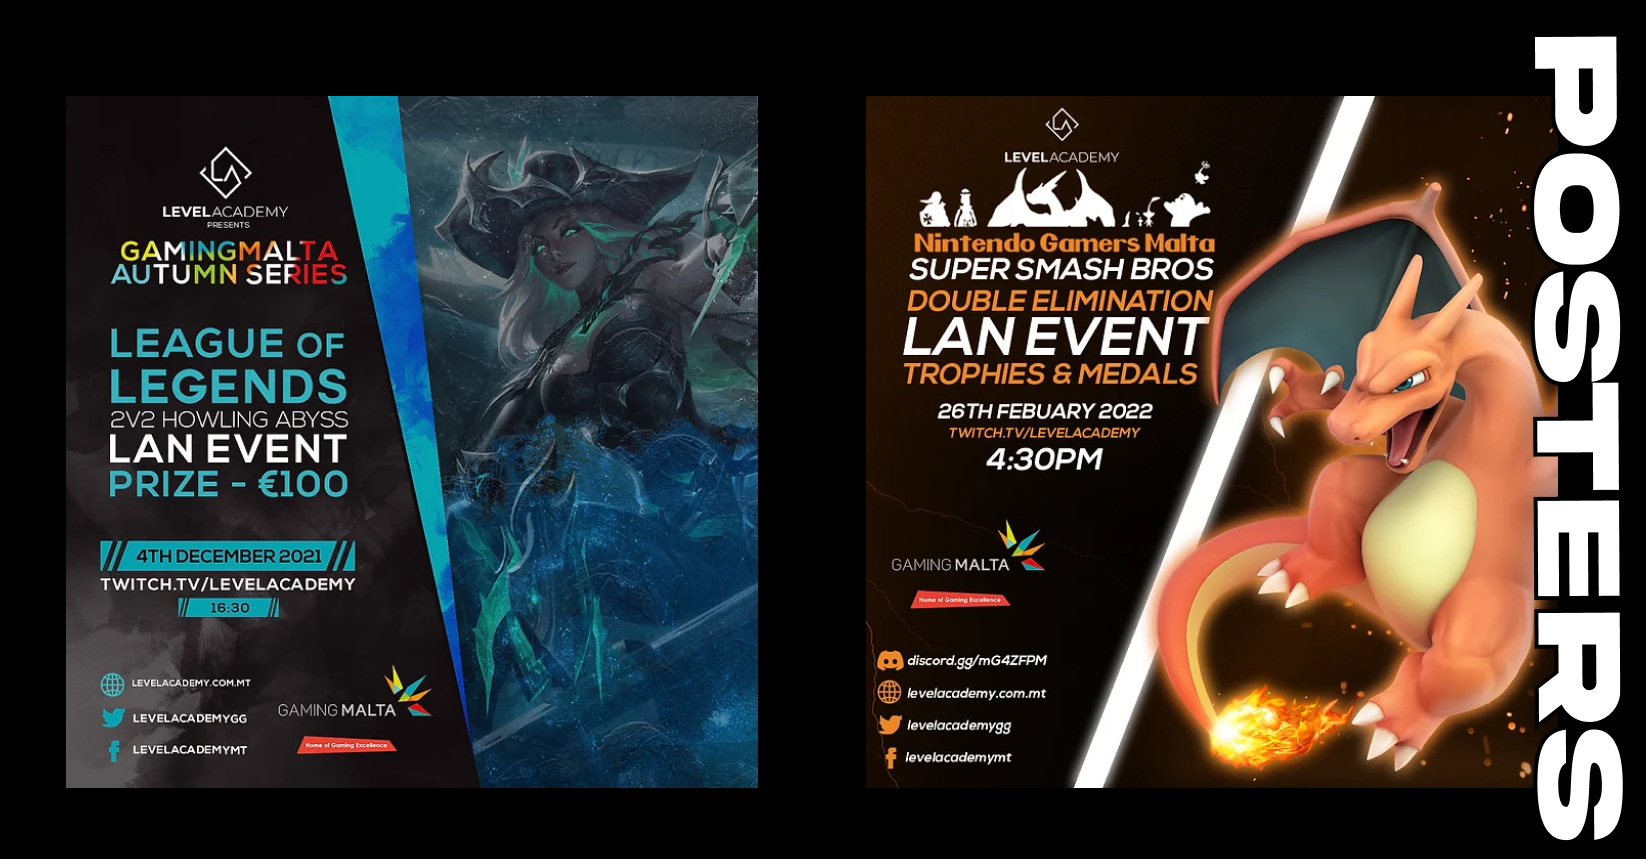 LEVELACADEMY
PRESENTS
GAMINGMALTA
AUTUMN SERIES
LEAGUE OF
LEGENDS
2V2 HOWLING ABYSS
LAN EVENT
PRIZE - €100
4TH DECEMBER 2021
TWITCH.TV/LEVELACADEMY
16:30
LEVELACADEMY.COM.MT
LEVELACADEMYGG
LEVELACADEMYMT
GAMING MALTA
Home of Gaming Excellence
LEVELACADEMY
Nintendo Gamers Malta
SUPER SMASH BROS
DOUBLE ELIMINATION
LAN EVENT
TROPHIES & MEDALS
26TH FEBUARY 2022
TWITCH.TV/LEVELACADEMY
4:30PM
GAMING MALTA
Home of Gaming Excellence
discord.gg/mG4ZFPM
levelacademy.com.mt
levelacademygg
levelacademymt
POSTERS